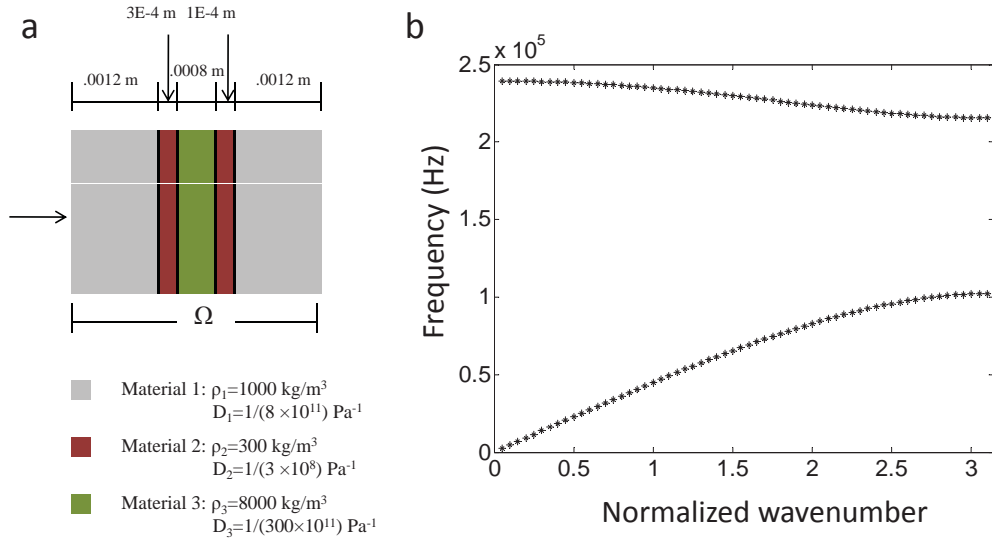 a
3E-4 m 1E-4 m
.0012 m .0008 m .0012 m
Ω
Material 1: ρ₁=1000 kg/m³
D₁=1/(8 ×10¹¹) Pa⁻¹
Material 2: ρ₂=300 kg/m³
D₂=1/(3 ×10⁸) Pa⁻¹
Material 3: ρ₃=8000 kg/m³
D₃=1/(300×10¹¹) Pa⁻¹
b
x 10⁵
2.5
2
1.5
1
0.5
0
Frequency (Hz)
0 0.5 1 1.5 2 2.5 3
Normalized wavenumber